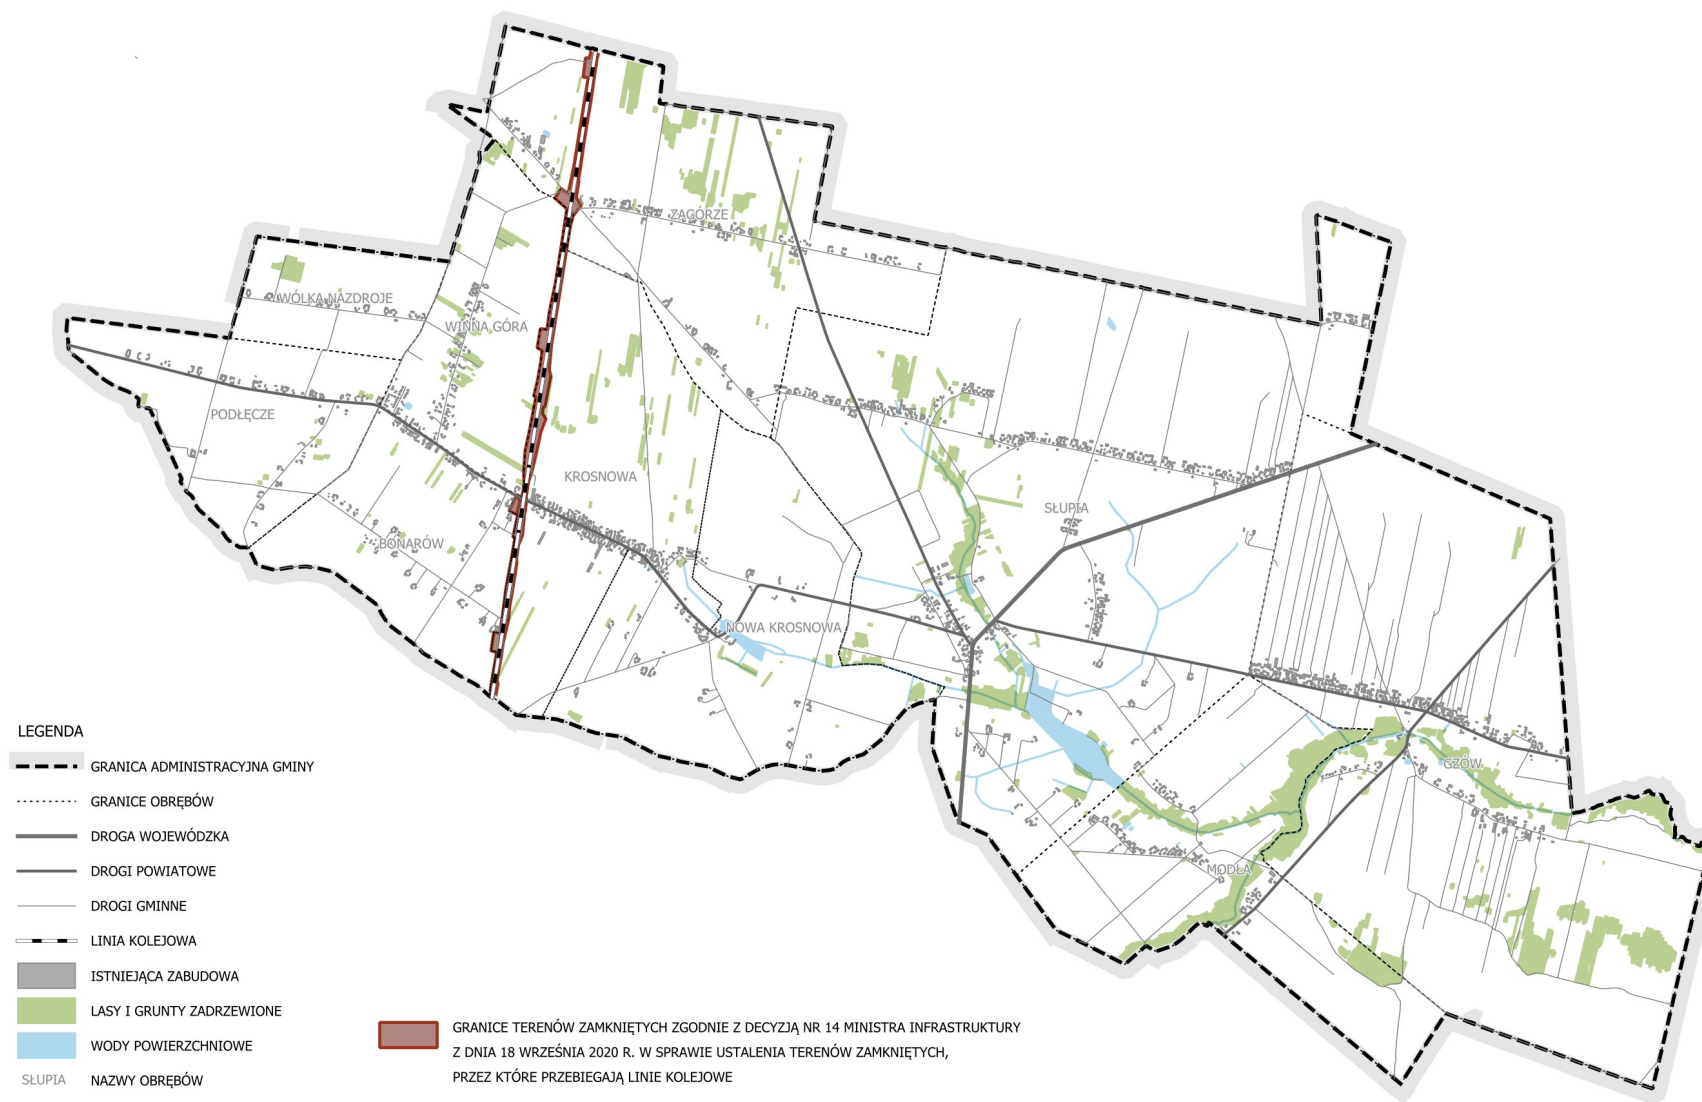 ZAGÓRZE
WÓLKA NAZDROJE
WINNA GÓRA
PODŁĘCZE
KROSNOWA
SŁUPIA
BONARÓW
NOWA KROSNOWA
GZÓW
MODŁA
LEGENDA
GRANICA ADMINISTRACYJNA GMINY
GRANICE OBRĘBÓW
DROGA WOJEWÓDZKA
DROGI POWIATOWE
DROGI GMINNE
LINIA KOLEJOWA
ISTNIEJĄCA ZABUDOWA
LASY I GRUNTY ZADRZEWIONE
WODY POWIERZCHNIOWE
SŁUPIA NAZWY OBRĘBÓW
GRANICE TERENÓW ZAMKNIĘTYCH ZGODNIE Z DECYZJĄ NR 14 MINISTRA INFRASTRUKTURY
Z DNIA 18 WRZEŚNIA 2020 R. W SPRAWIE USTALENIA TERENÓW ZAMKNIĘTYCH,
PRZEZ KTÓRE PRZEBIEGAJĄ LINIE KOLEJOWE